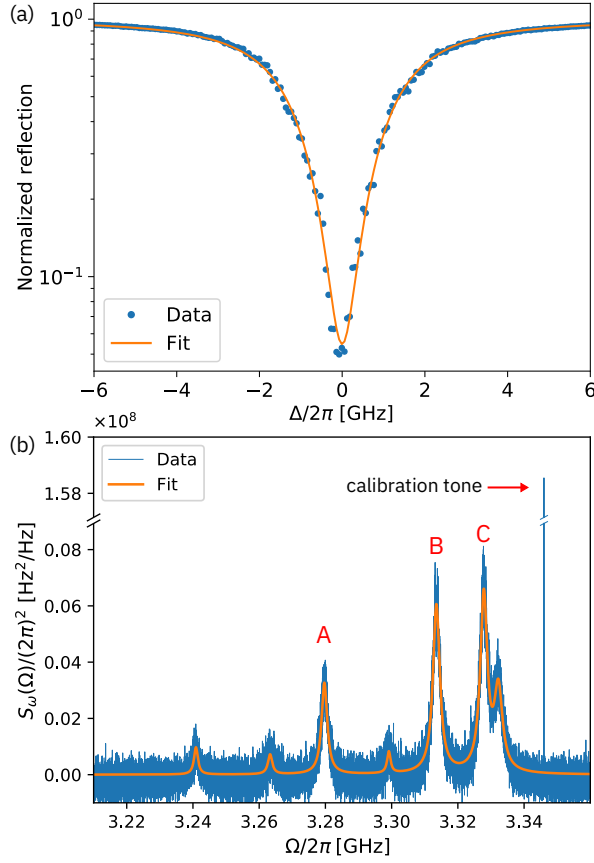 (a)
Normalized reflection
10⁰
10⁻¹
Data
Fit
−6 −4 −2 0 2 4 6
Δ/2π [GHz]
(b)
×10⁸
1.60
1.58
0.08
0.06
0.04
0.02
0.00
S_ω(Ω)/(2π)² [Hz²/Hz]
Data
Fit
calibration tone
A
B
C
3.22 3.24 3.26 3.28 3.30 3.32 3.34
Ω/2π [GHz]